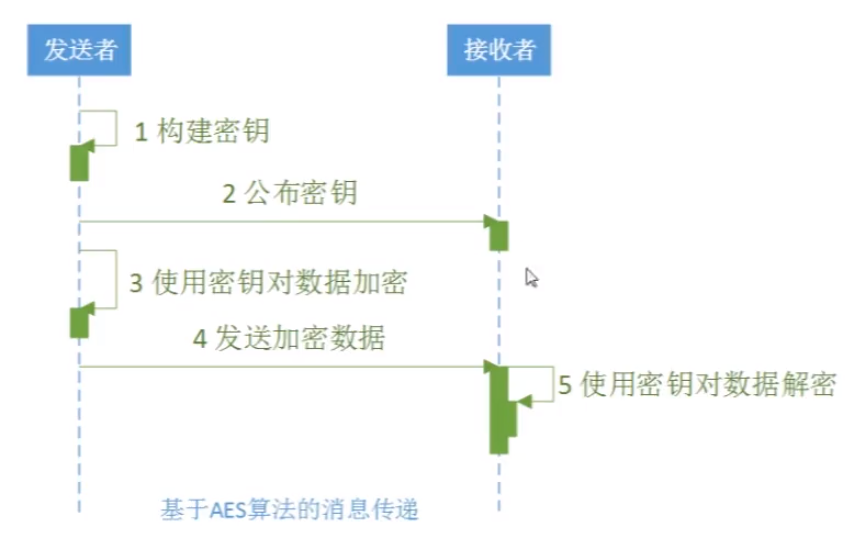 发送者
接收者
1 构建密钥
2 公布密钥
3 使用密钥对数据加密
4 发送加密数据
5 使用密钥对数据解密
基于AES算法的消息传递